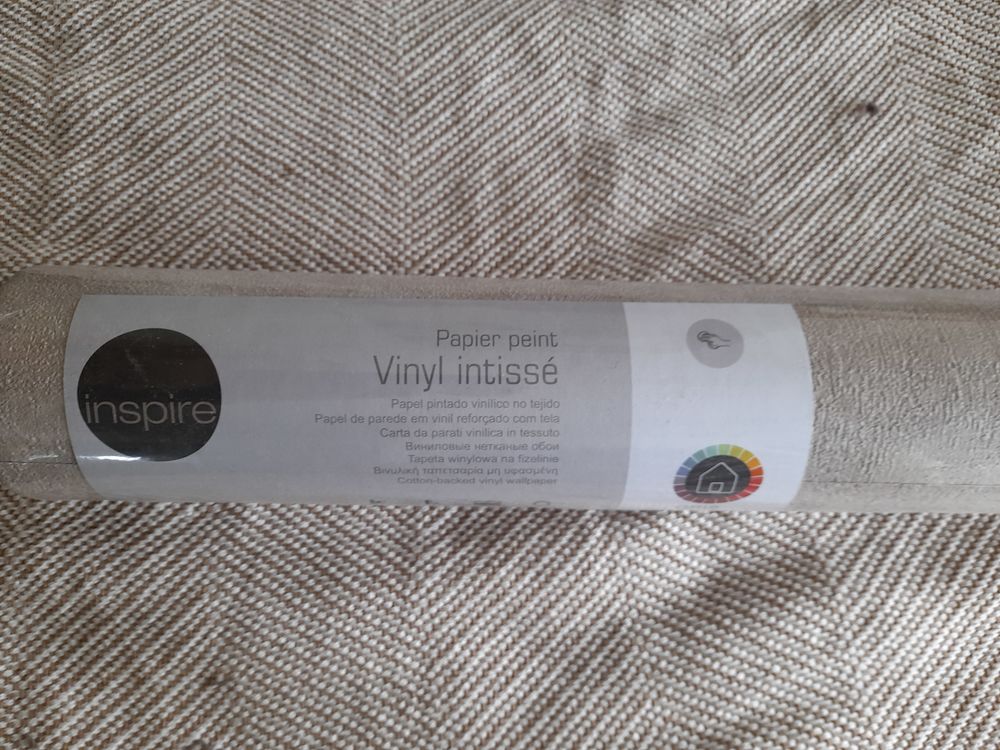 inspire
Papier peint
Vinyl intissé
Papel pintado vinílico no tejido
Papel de parede em vinil reforçado com tela
Carta da parati vinilica in tessuto
Виниловые нетканые обои
Tapeta winylowa na fizelinie
Βινυλική ταπετσαρία μη υφασμένη
Cotton-backed vinyl wallpaper